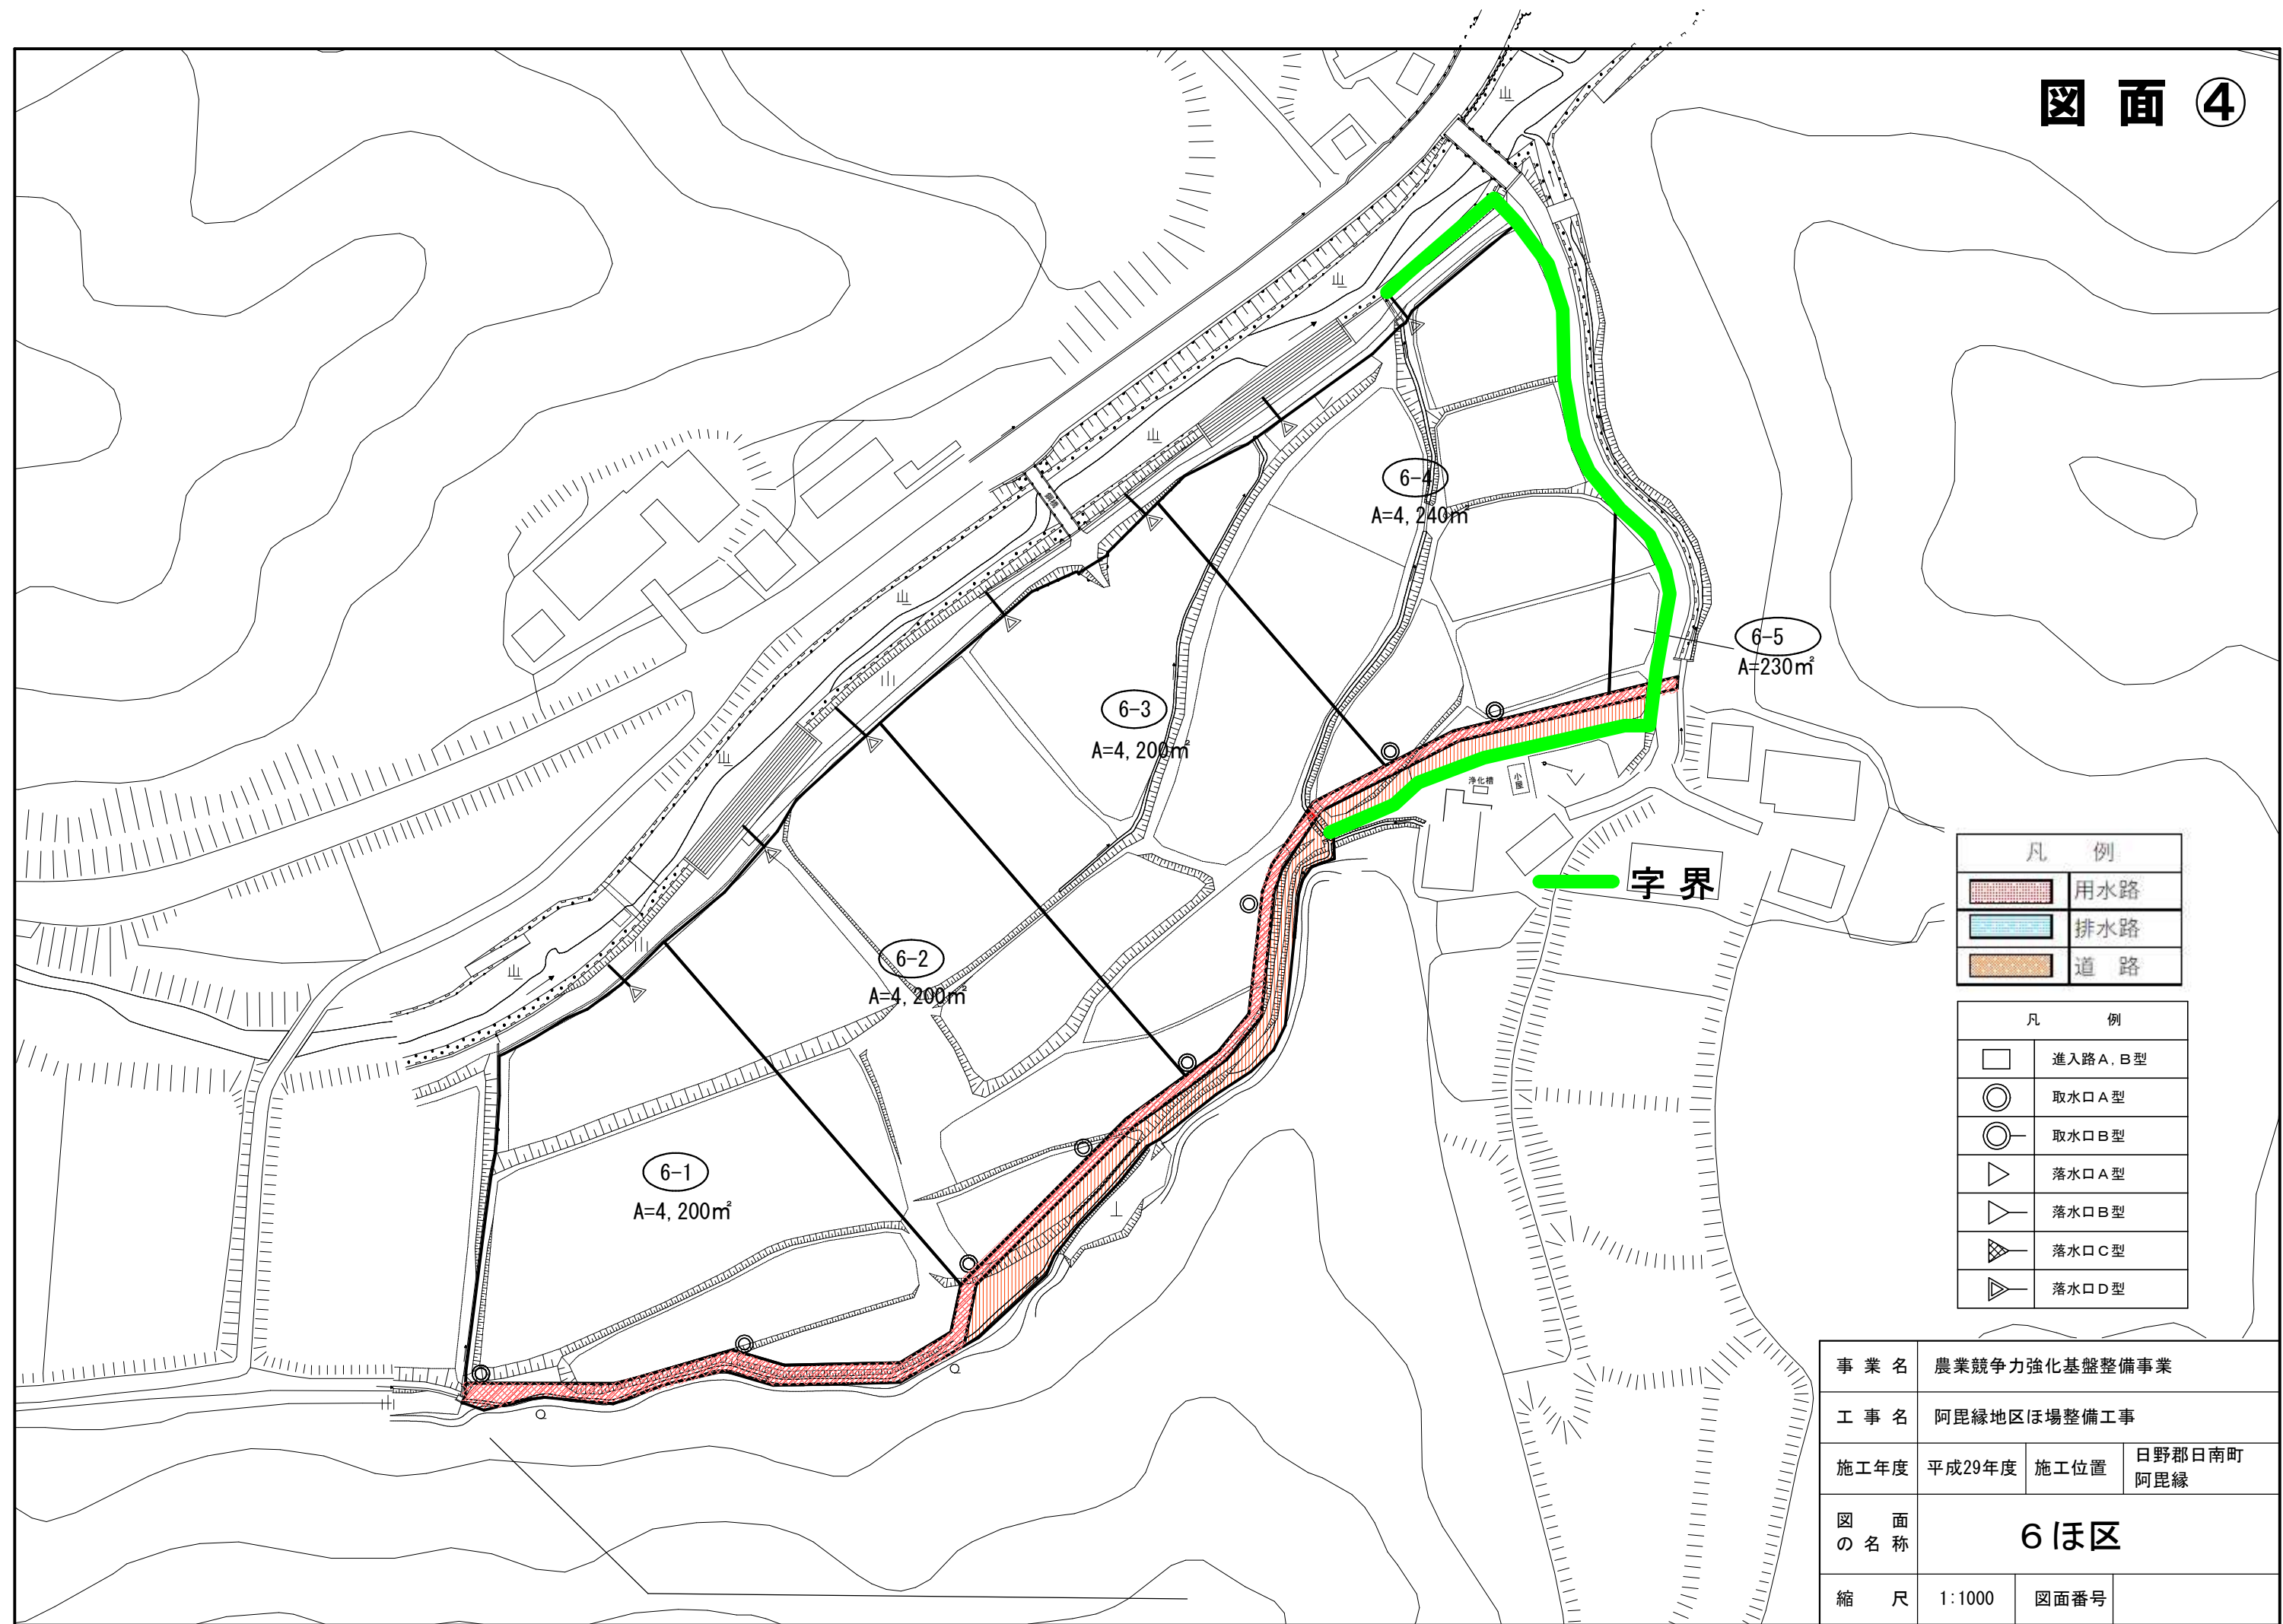 図 面 ④
6-4
A=4,240㎡
6-5
A=230㎡
6-3
A=4,200㎡
浄化槽
小屋
字 界
6-2
A=4,200㎡
6-1
A=4,200㎡
凡 例
用水路
排水路
道 路
凡 例
進入路A,B型
取水口A型
取水口B型
落水口A型
落水口B型
落水口C型
落水口D型
事 業 名 農業競争力強化基盤整備事業
工 事 名 阿毘縁地区ほ場整備工事
施工年度 平成29年度 施工位置 日野郡日南町
阿毘縁
図 面
の 名 称 6ほ区
縮 尺 1:1000 図面番号